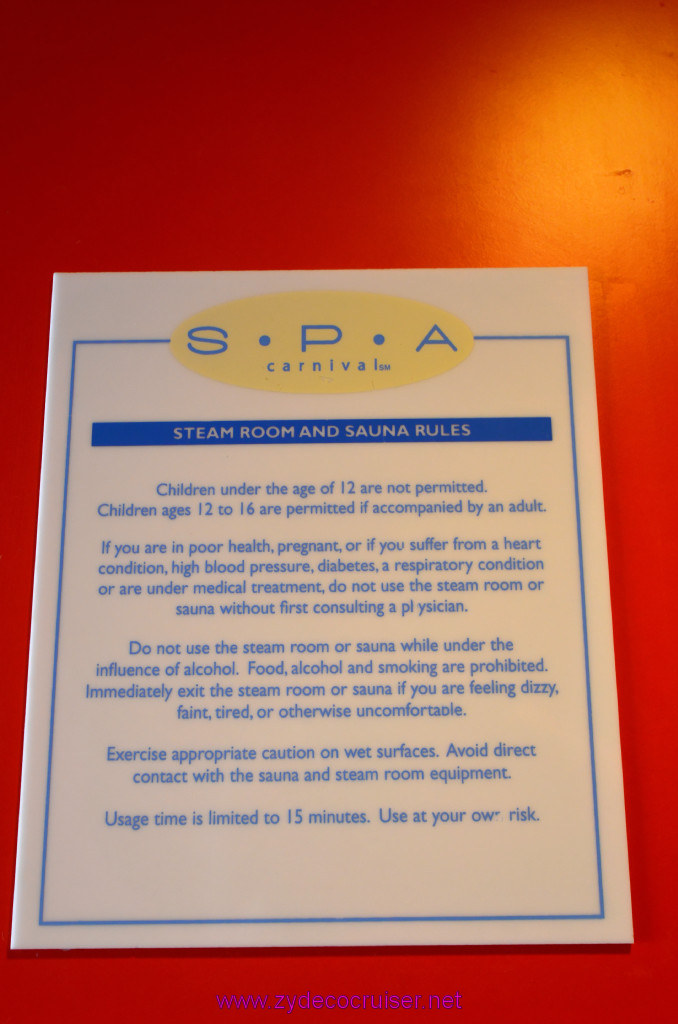 S • P • A
carnival SM
STEAM ROOM AND SAUNA RULES
Children under the age of 12 are not permitted.
Children ages 12 to 16 are permitted if accompanied by an adult.
If you are in poor health, pregnant, or if you suffer from a heart
condition, high blood pressure, diabetes, a respiratory condition
or are under medical treatment, do not use the steam room or
sauna without first consulting a pl ysician.
Do not use the steam room or sauna while under the
influence of alcohol. Food, alcohol and smoking are prohibited.
Immediately exit the steam room or sauna if you are feeling dizzy,
faint, tired, or otherwise uncomfortable.
Exercise appropriate caution on wet surfaces. Avoid direct
contact with the sauna and steam room equipment.
Usage time is limited to 15 minutes. Use at your own risk.
www.zydecocruiser.net